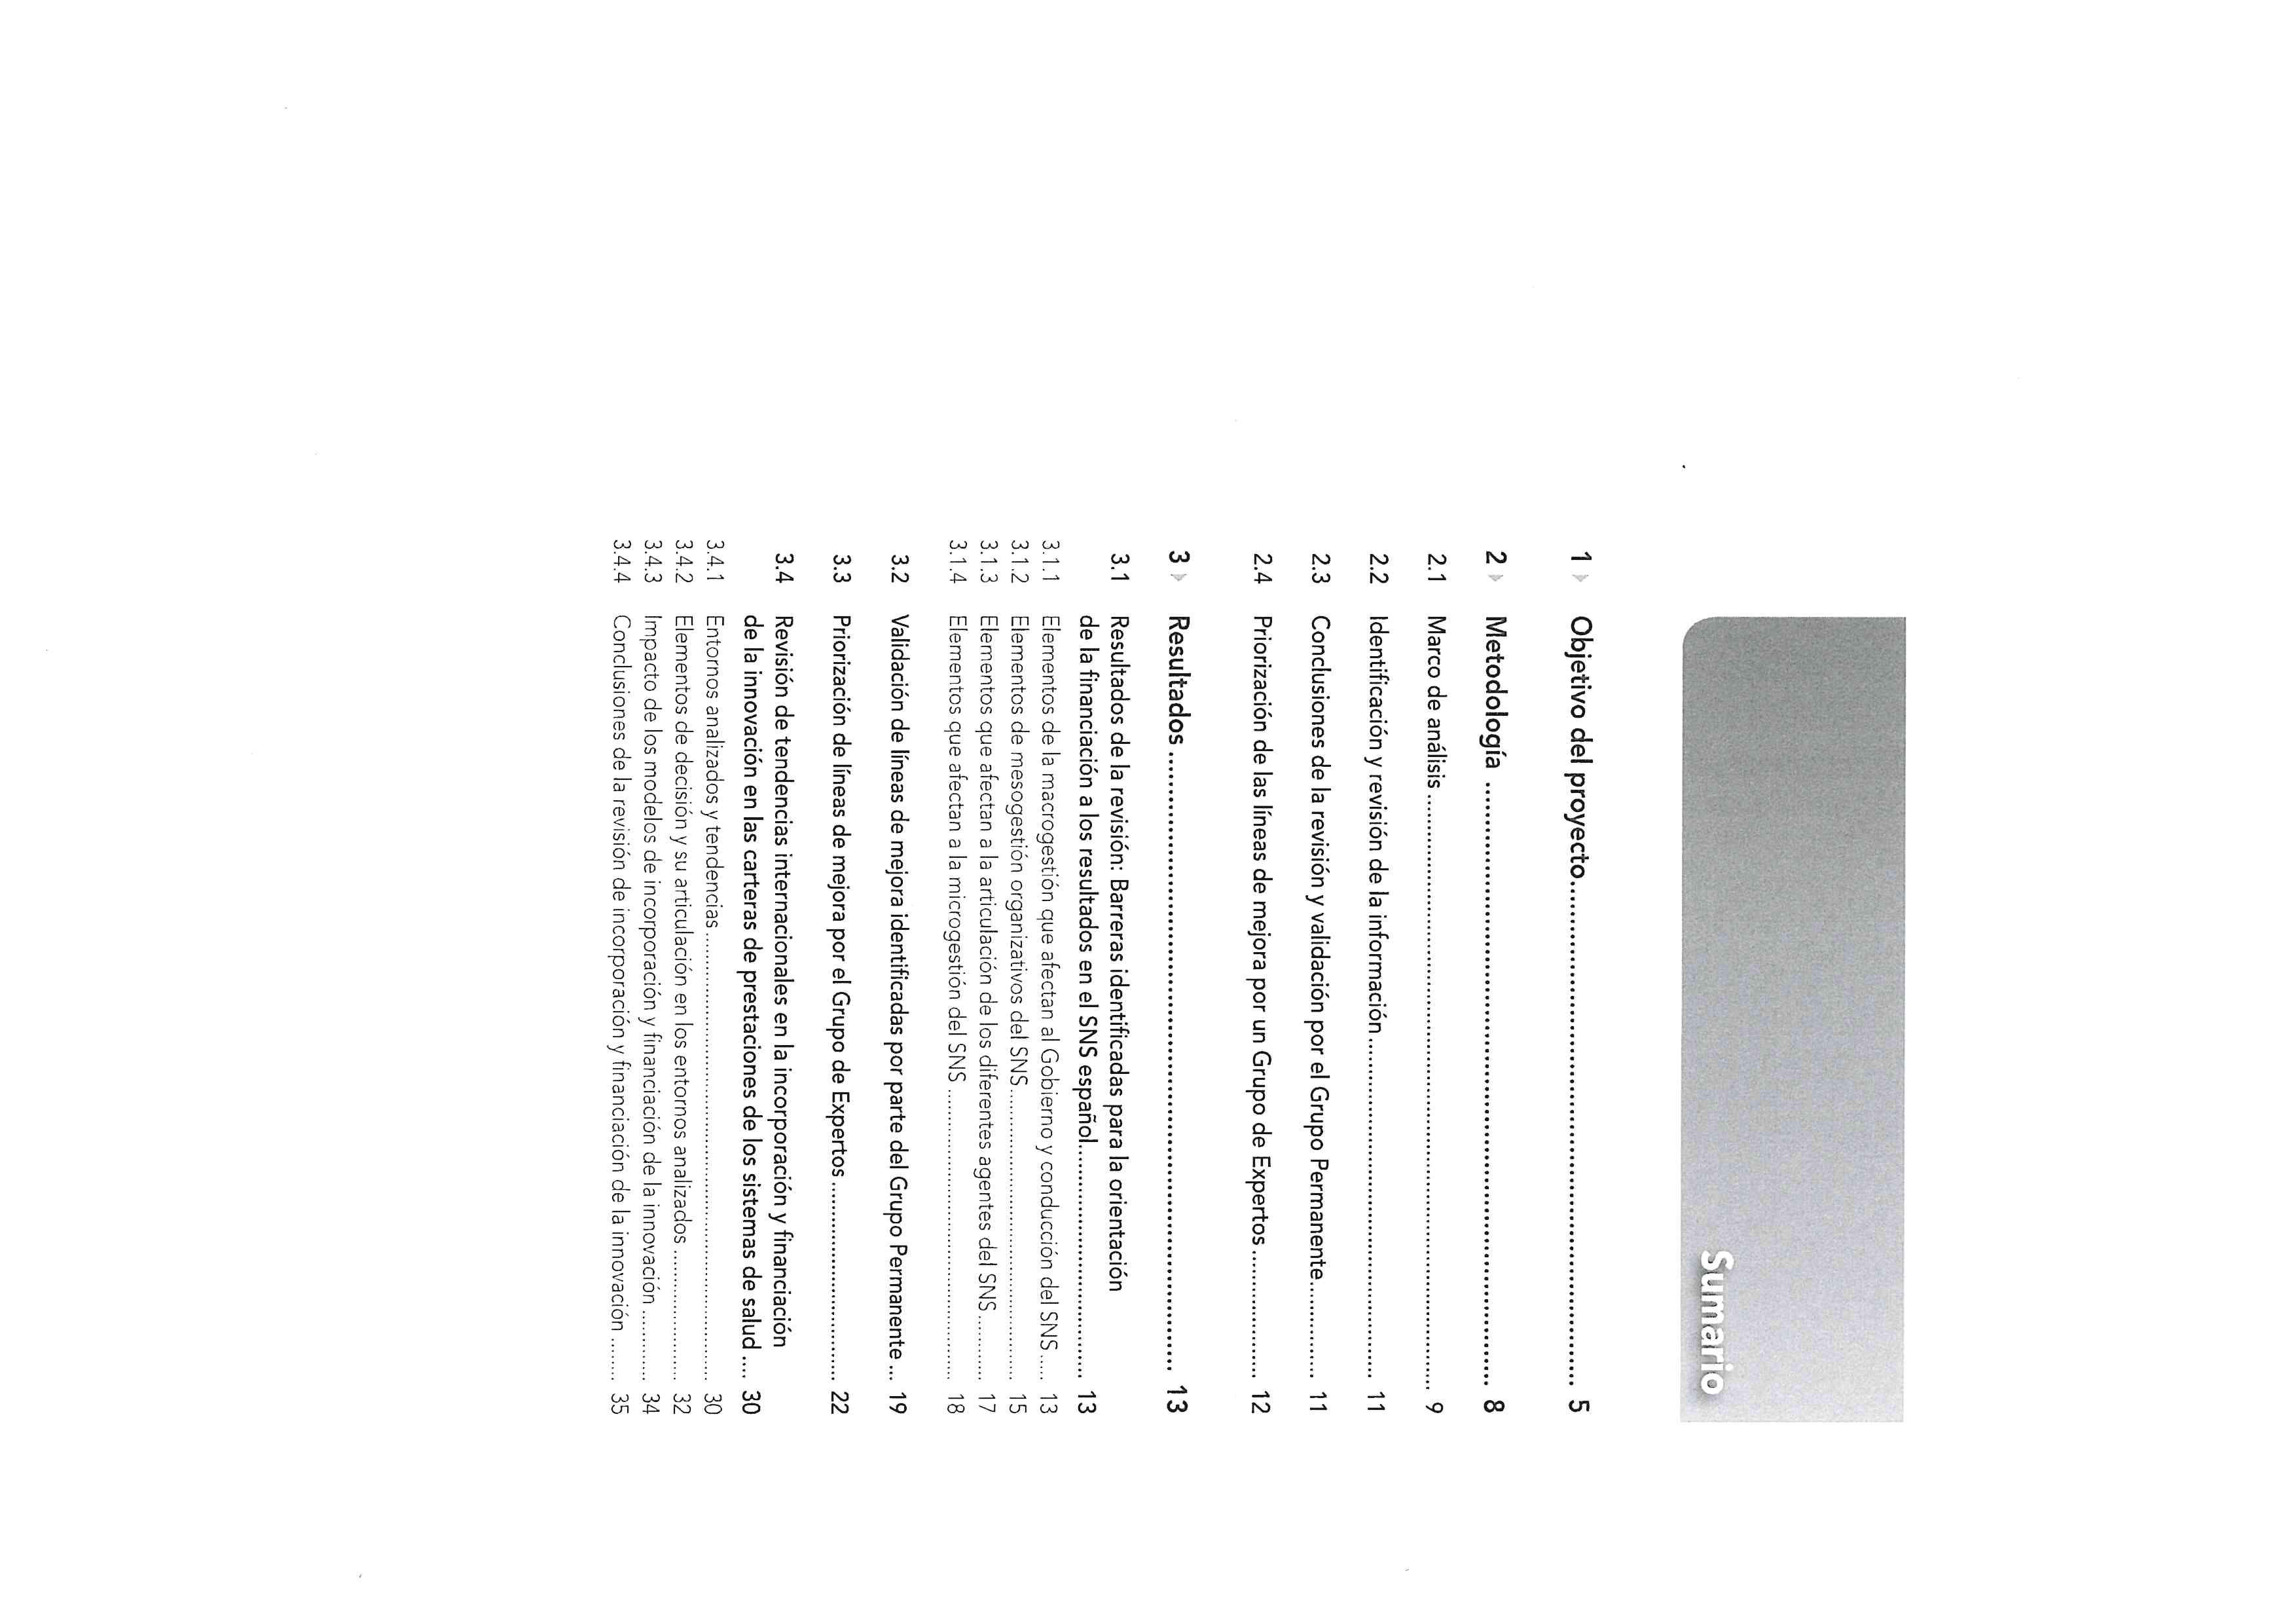 Sumario
1 Objetivo del proyecto........ 5
2 Metodología ........ 8
2.1 Marco de análisis ........ 9
2.2 Identificación y revisión de la información........ 11
2.3 Conclusiones de la revisión y validación por el Grupo Permanente........ 11
2.4 Priorización de las líneas de mejora por un Grupo de Expertos ........ 12
3 Resultados ........ 13
3.1 Resultados de la revisión: Barreras identificadas para la orientación
de la financiación a los resultados en el SNS español........ 13
3.1.1 Elementos de la macrogestión que afectan al Gobierno y conducción del SNS ..... 13
3.1.2 Elementos de mesogestión organizativos del SNS........ 15
3.1.3 Elementos que afectan a la articulación de los diferentes agentes del SNS ........ 17
3.1.4 Elementos que afectan a la microgestión del SNS ........ 18
3.2 Validación de líneas de mejora identificadas por parte del Grupo Permanente ... 19
3.3 Priorización de líneas de mejora por el Grupo de Expertos ........ 22
3.4 Revisión de tendencias internacionales en la incorporación y financiación
de la innovación en las carteras de prestaciones de los sistemas de salud .... 30
3.4.1 Entornos analizados y tendencias ........ 30
3.4.2 Elementos de decisión y su articulación en los entornos analizados ........ 32
3.4.3 Impacto de los modelos de incorporación y financiación de la innovación ........ 34
3.4.4 Conclusiones de la revisión de incorporación y financiación de la innovación ....... 35